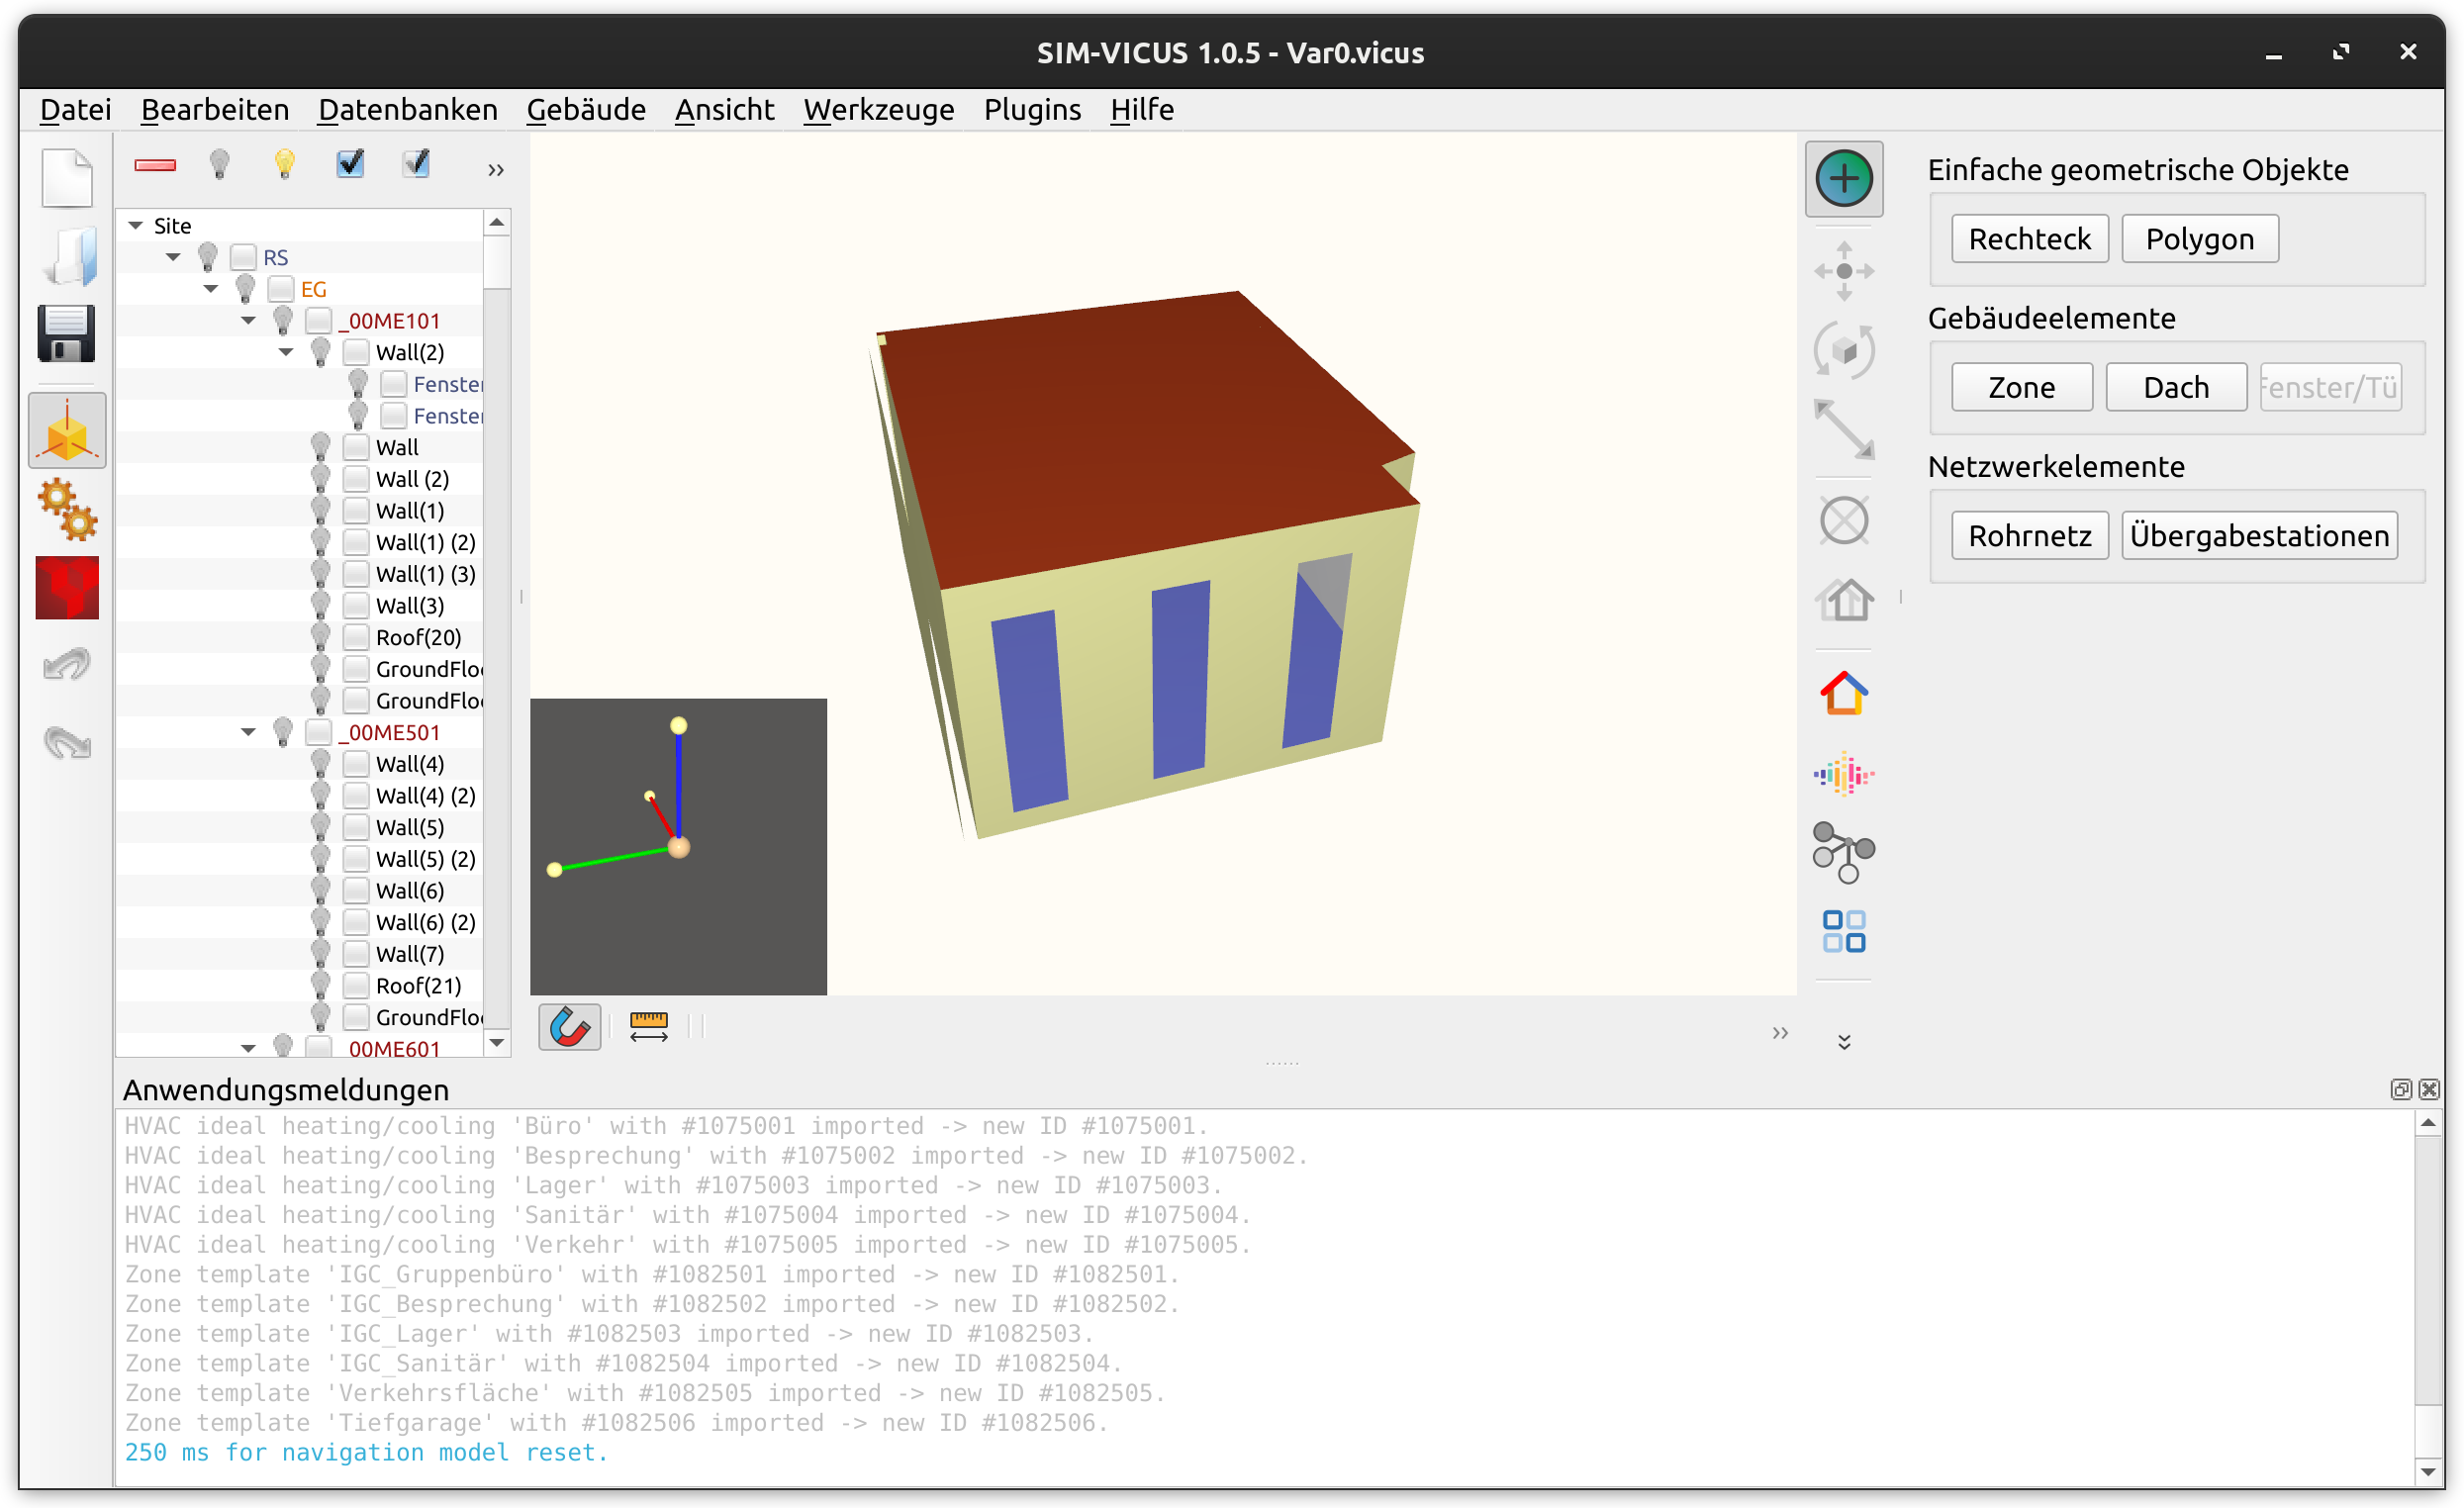 SIM-VICUS 1.0.5 - Var0.vicus
Datei Bearbeiten Datenbanken Gebäude Ansicht Werkzeuge Plugins Hilfe
Site
RS
EG
_00ME101
Wall(2)
Fenster
Fenster
Wall
Wall (2)
Wall(1)
Wall(1) (2)
Wall(1) (3)
Wall(3)
Roof(20)
GroundFlo
GroundFlo
_00ME501
Wall(4)
Wall(4) (2)
Wall(5)
Wall(5) (2)
Wall(6)
Wall(6) (2)
Wall(7)
Roof(21)
GroundFlo
_00ME601
Einfache geometrische Objekte
Rechteck Polygon
Gebäudeelemente
Zone Dach Fenster/Tü
Netzwerkelemente
Rohrnetz Übergabestationen
Anwendungsmeldungen
HVAC ideal heating/cooling 'Büro' with #1075001 imported -> new ID #1075001.
HVAC ideal heating/cooling 'Besprechung' with #1075002 imported -> new ID #1075002.
HVAC ideal heating/cooling 'Lager' with #1075003 imported -> new ID #1075003.
HVAC ideal heating/cooling 'Sanitär' with #1075004 imported -> new ID #1075004.
HVAC ideal heating/cooling 'Verkehr' with #1075005 imported -> new ID #1075005.
Zone template 'IGC_Gruppenbüro' with #1082501 imported -> new ID #1082501.
Zone template 'IGC_Besprechung' with #1082502 imported -> new ID #1082502.
Zone template 'IGC_Lager' with #1082503 imported -> new ID #1082503.
Zone template 'IGC_Sanitär' with #1082504 imported -> new ID #1082504.
Zone template 'Verkehrsfläche' with #1082505 imported -> new ID #1082505.
Zone template 'Tiefgarage' with #1082506 imported -> new ID #1082506.
250 ms for navigation model reset.